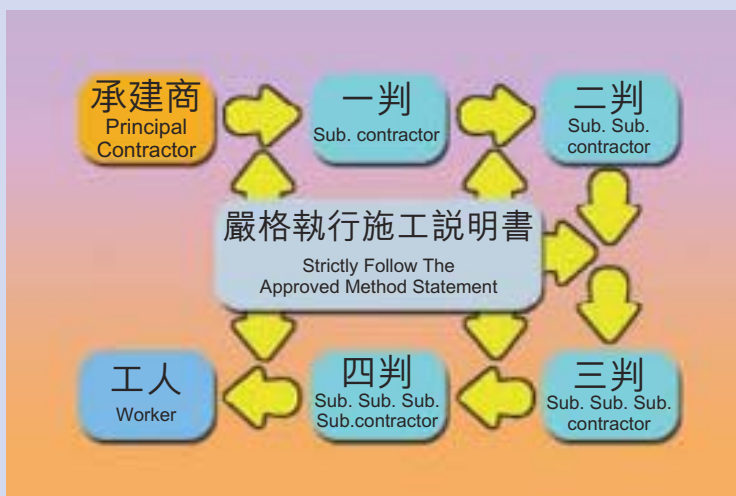 承建商
Principal
Contractor
一判
Sub. contractor
二判
Sub. Sub.
contractor
嚴格執行施工説明書
Strictly Follow The
Approved Method Statement
工人
Worker
四判
Sub. Sub. Sub.
Sub.contractor
三判
Sub. Sub. Sub.
contractor